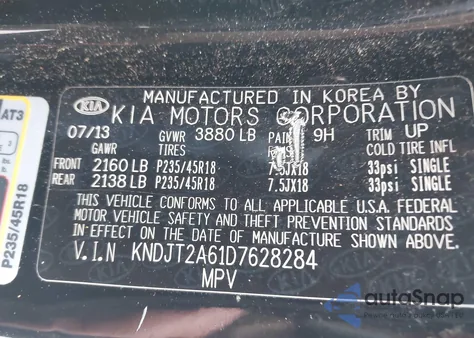 MANUFACTURED IN KOREA BY
KIA KIA MOTORS CORPORATION
07/13 GVWR 3880 LB PAINT 9H TRIM UP
GAWR TIRES COLD TIRE INFL
FRONT 2160 LB P235/45R18 7.5JX18 33psi SINGLE
REAR 2138 LB P235/45R18 7.5JX18 33psi SINGLE
THIS VEHICLE CONFORMS TO ALL APPLICABLE U.S.A. FEDERAL
MOTOR VEHICLE SAFETY AND THEFT PREVENTION STANDARDS
IN EFFECT ON THE DATE OF MANUFACTURE SHOWN ABOVE.
V.I.N KNDJT2A61D7628284
MPV
AT3
P235/45R18
autoSnap